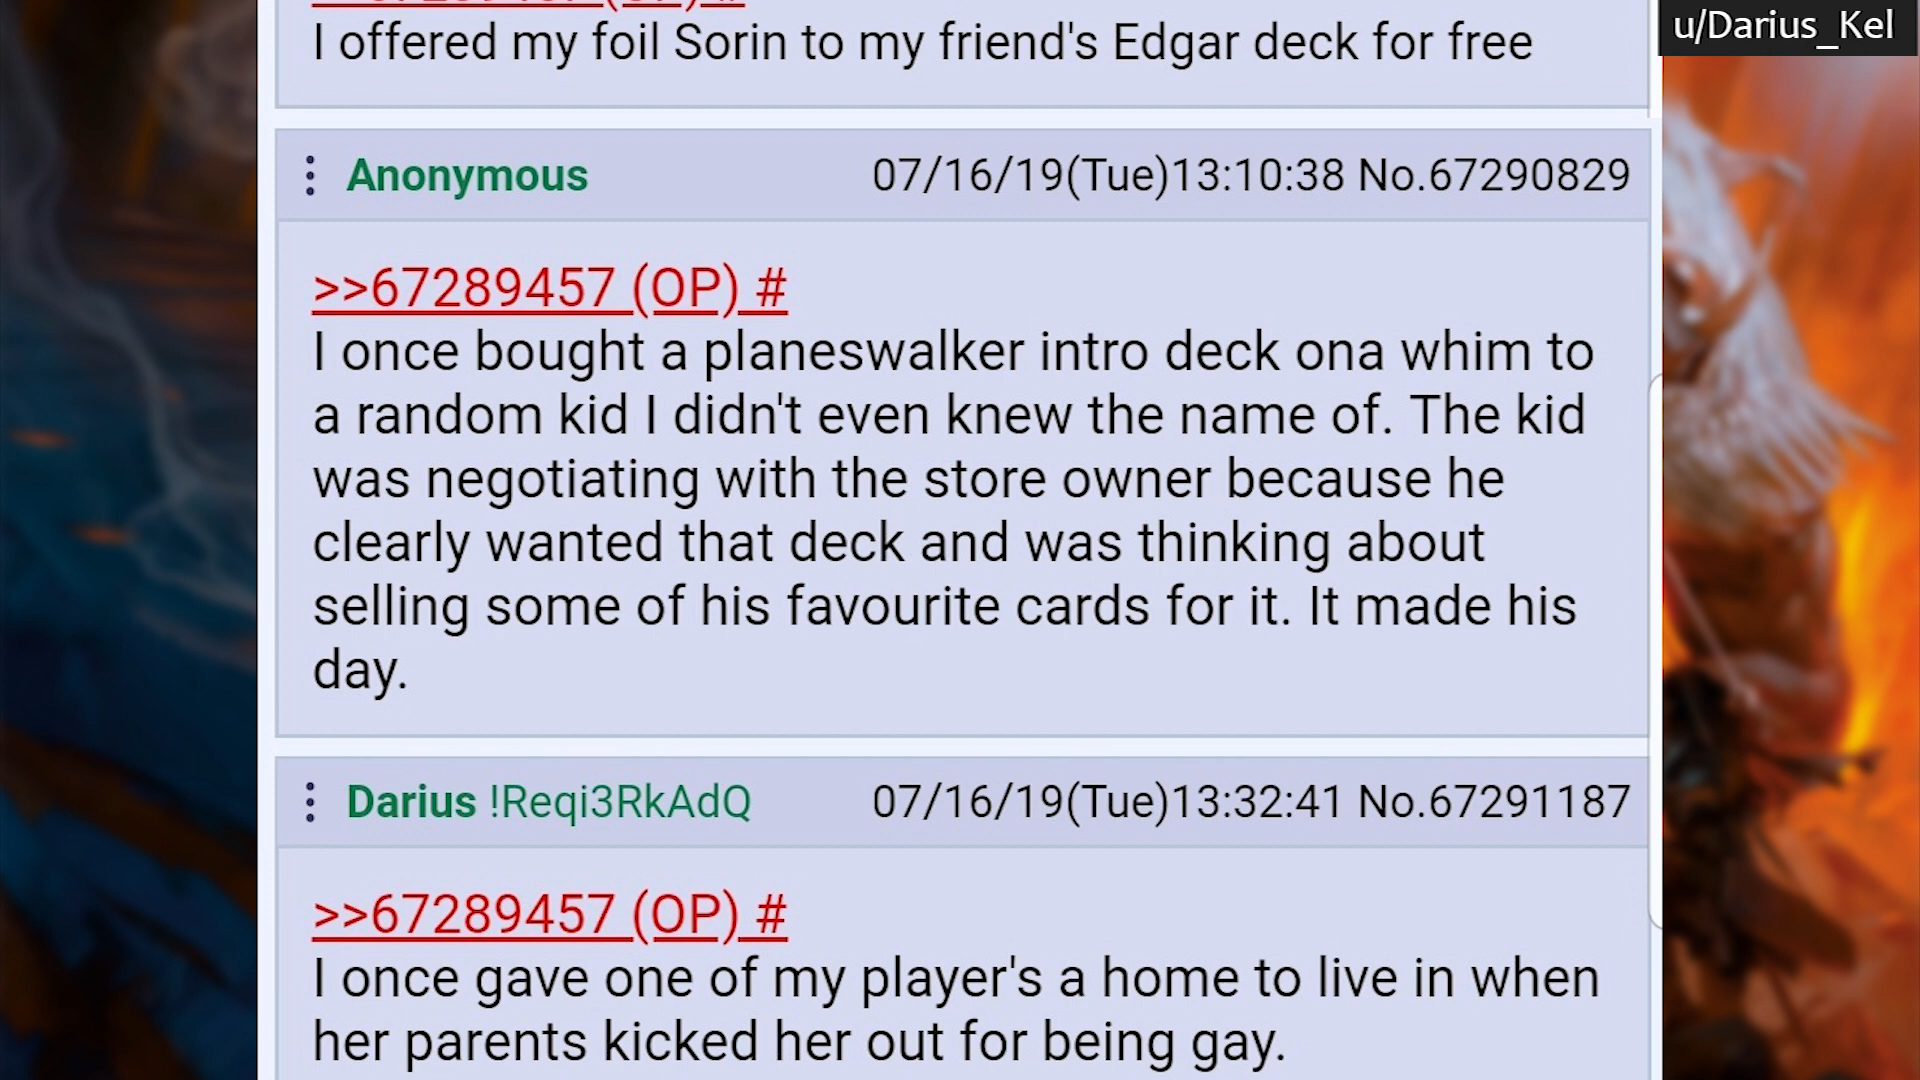 u/Darius_Kel
I offered my foil Sorin to my friend's Edgar deck for free
Anonymous 07/16/19(Tue)13:10:38 No.67290829
>>67289457 (OP) #
I once bought a planeswalker intro deck ona whim to
a random kid I didn't even knew the name of. The kid
was negotiating with the store owner because he
clearly wanted that deck and was thinking about
selling some of his favourite cards for it. It made his
day.
Darius !Reqi3RkAdQ 07/16/19(Tue)13:32:41 No.67291187
>>67289457 (OP) #
I once gave one of my player's a home to live in when
her parents kicked her out for being gay.